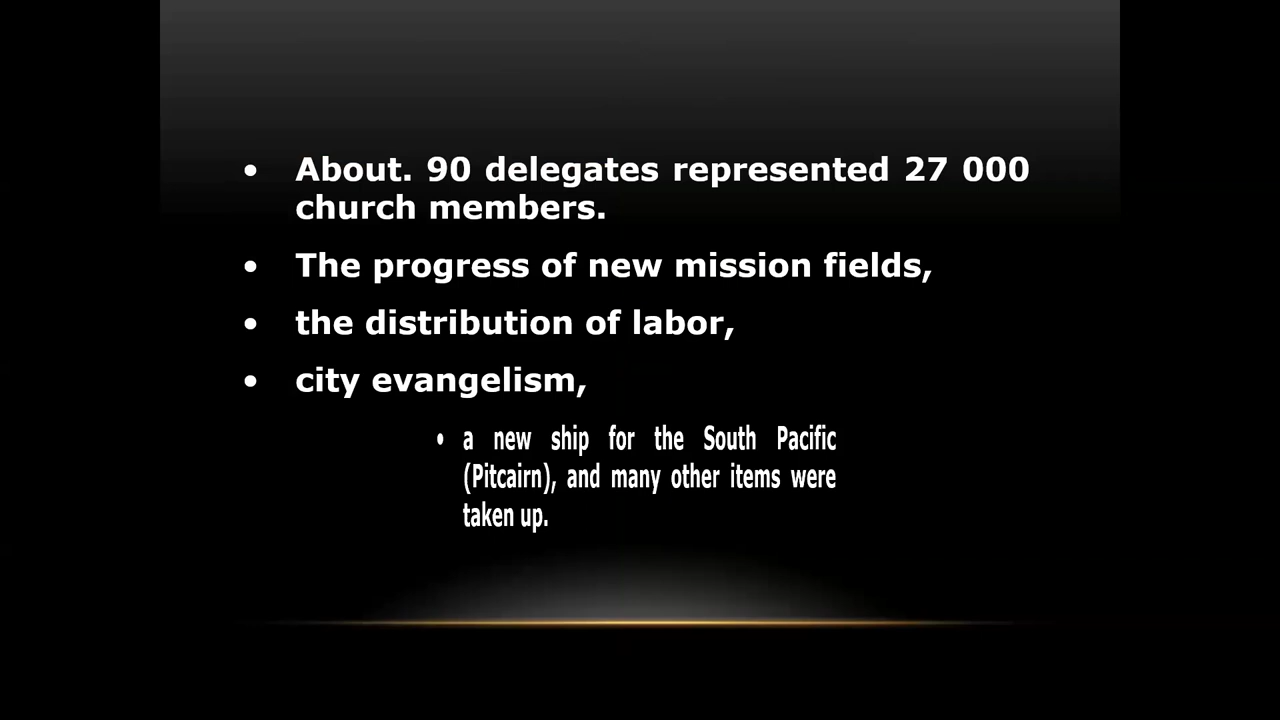 • About. 90 delegates represented 27 000
church members.
• The progress of new mission fields,
• the distribution of labor,
• city evangelism,
• a new ship for the South Pacific
(Pitcairn), and many other items were
taken up.